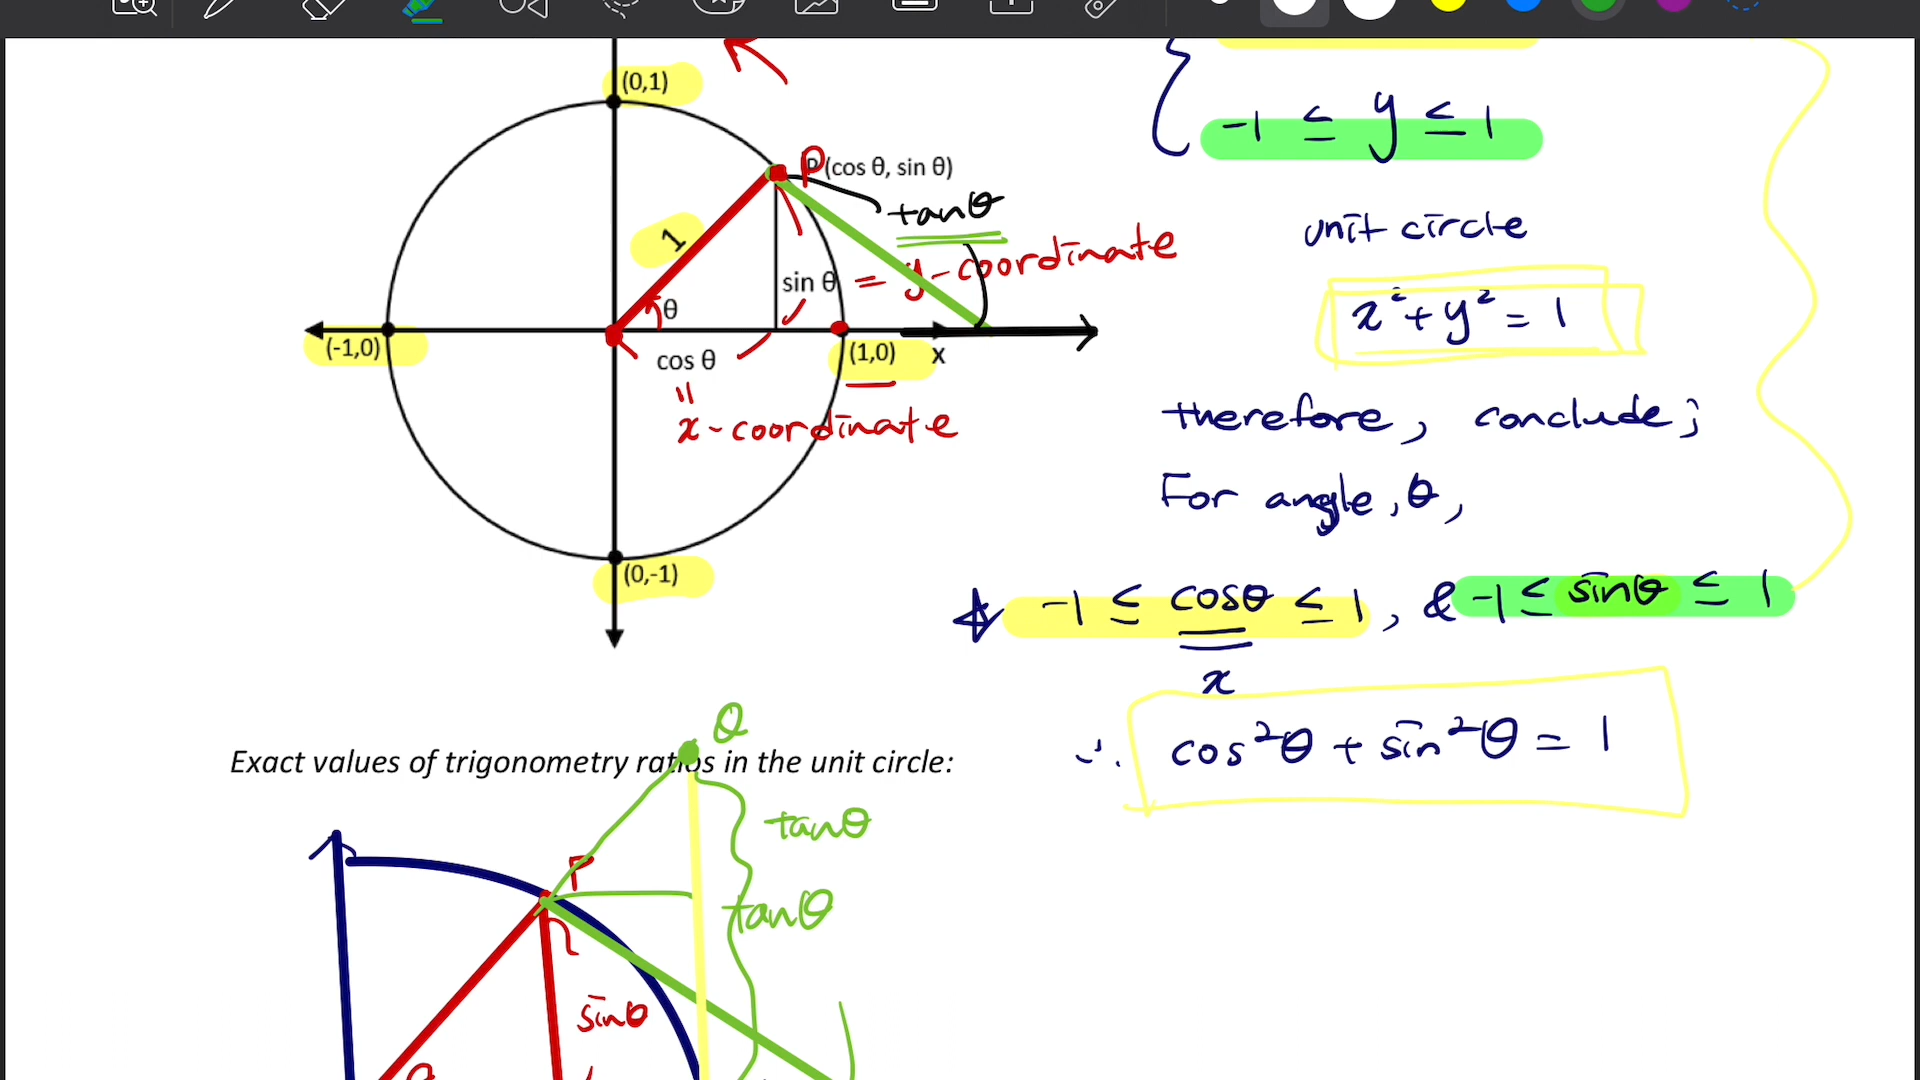 (0,1)
-1 ≤ y ≤ 1
P (cos θ, sin θ)
tanθ
unit circle
1
sin θ = y-coordinate
θ
x² + y² = 1
(-1,0)
cos θ
(1,0)
x
"
x-coordinate
therefore, conclude;
For angle, θ,
(0,-1)
-1 ≤ cosθ ≤ 1, & -1 ≤ sinθ ≤ 1
x
Q
∴ cos²θ + sin²θ = 1
Exact values of trigonometry ratios in the unit circle:
tanθ
P
tanθ
sinθ